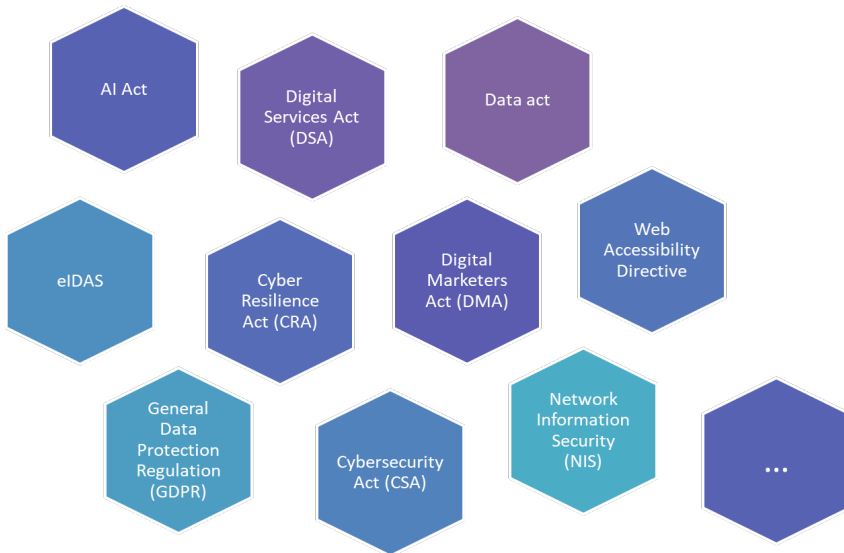 AI Act
Digital
Services Act
(DSA)
Data act
eIDAS
Cyber
Resilience
Act (CRA)
Digital
Marketers
Act (DMA)
Web
Accessibility
Directive
General
Data
Protection
Regulation
(GDPR)
Cybersecurity
Act (CSA)
Network
Information
Security
(NIS)
...